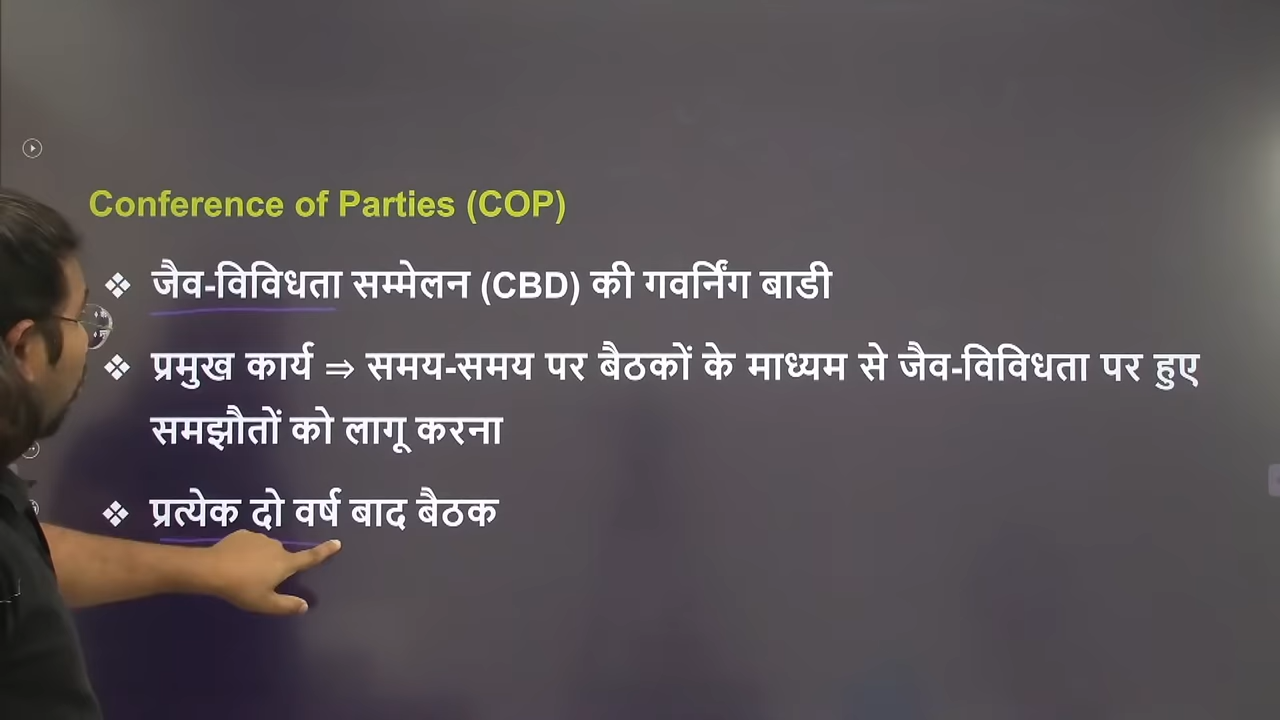 Conference of Parties (COP)
❖ जैव-विविधता सम्मेलन (CBD) की गवर्निंग बाडी
❖ प्रमुख कार्य ⇒ समय-समय पर बैठकों के माध्यम से जैव-विविधता पर हुए
समझौतों को लागू करना
❖ प्रत्येक दो वर्ष बाद बैठक